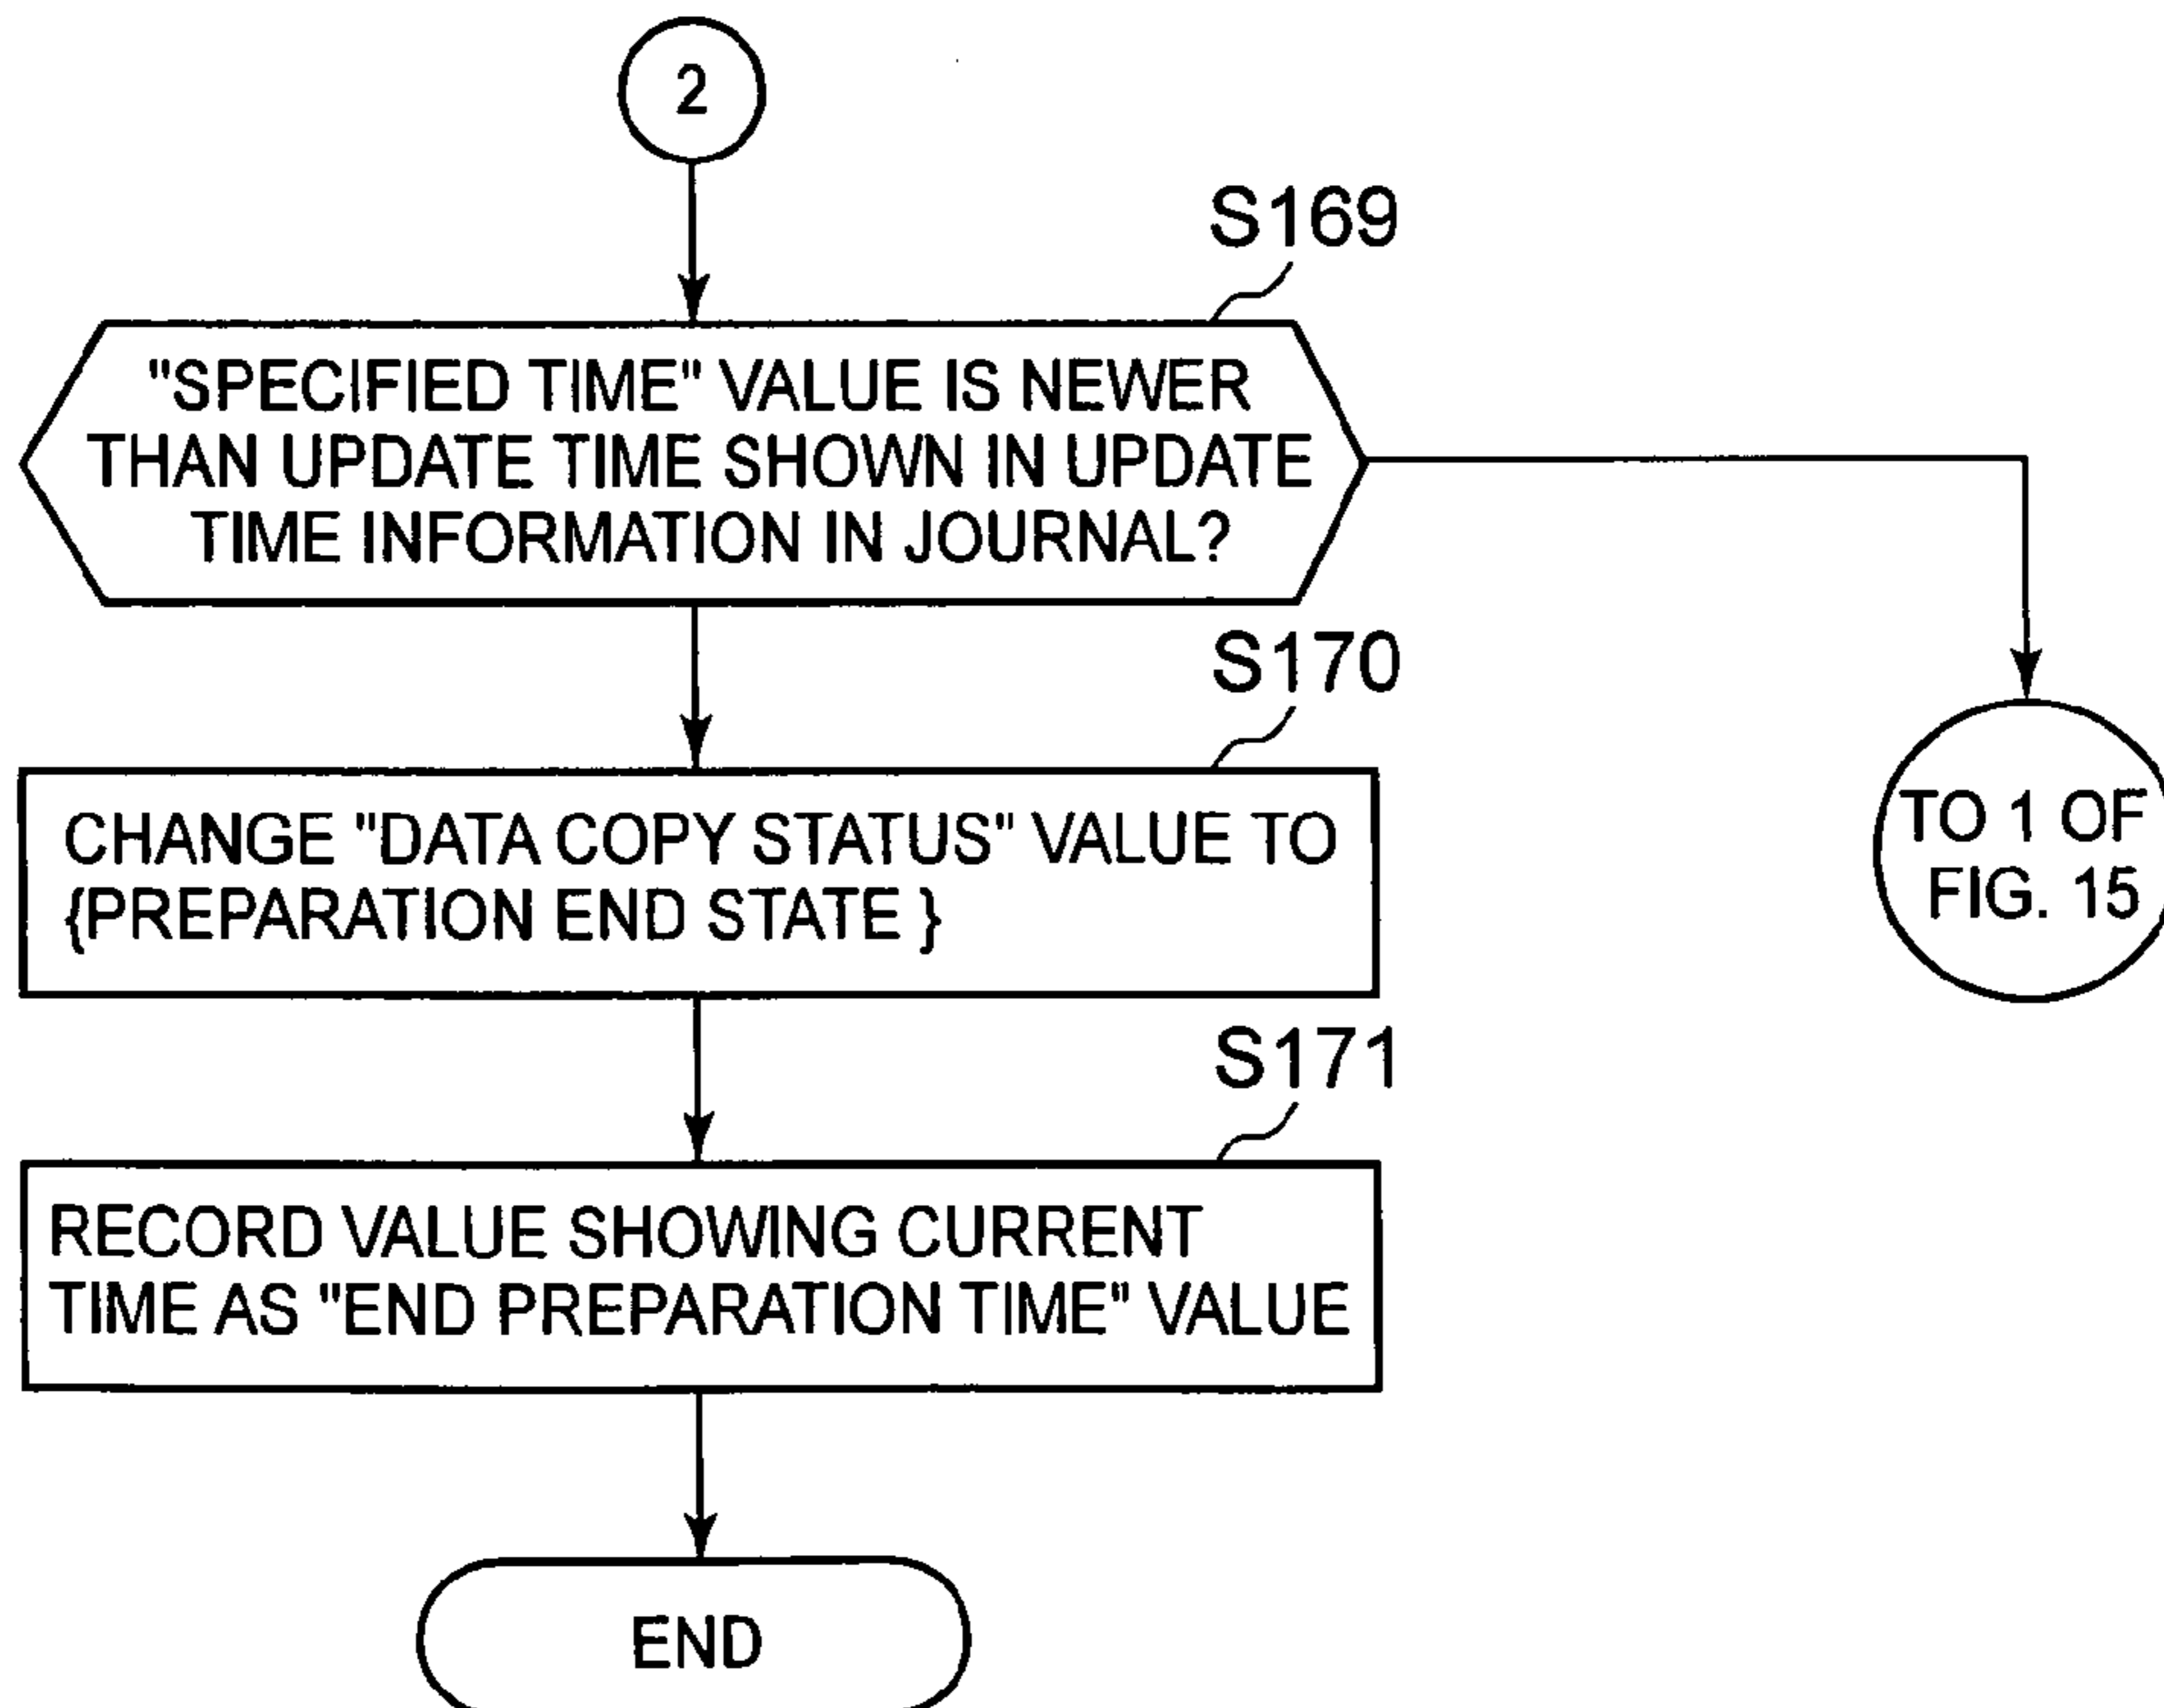 2
S169
"SPECIFIED TIME" VALUE IS NEWER
THAN UPDATE TIME SHOWN IN UPDATE
TIME INFORMATION IN JOURNAL?
S170
CHANGE "DATA COPY STATUS" VALUE TO
{PREPARATION END STATE }
TO 1 OF
FIG. 15
S171
RECORD VALUE SHOWING CURRENT
TIME AS "END PREPARATION TIME" VALUE
END